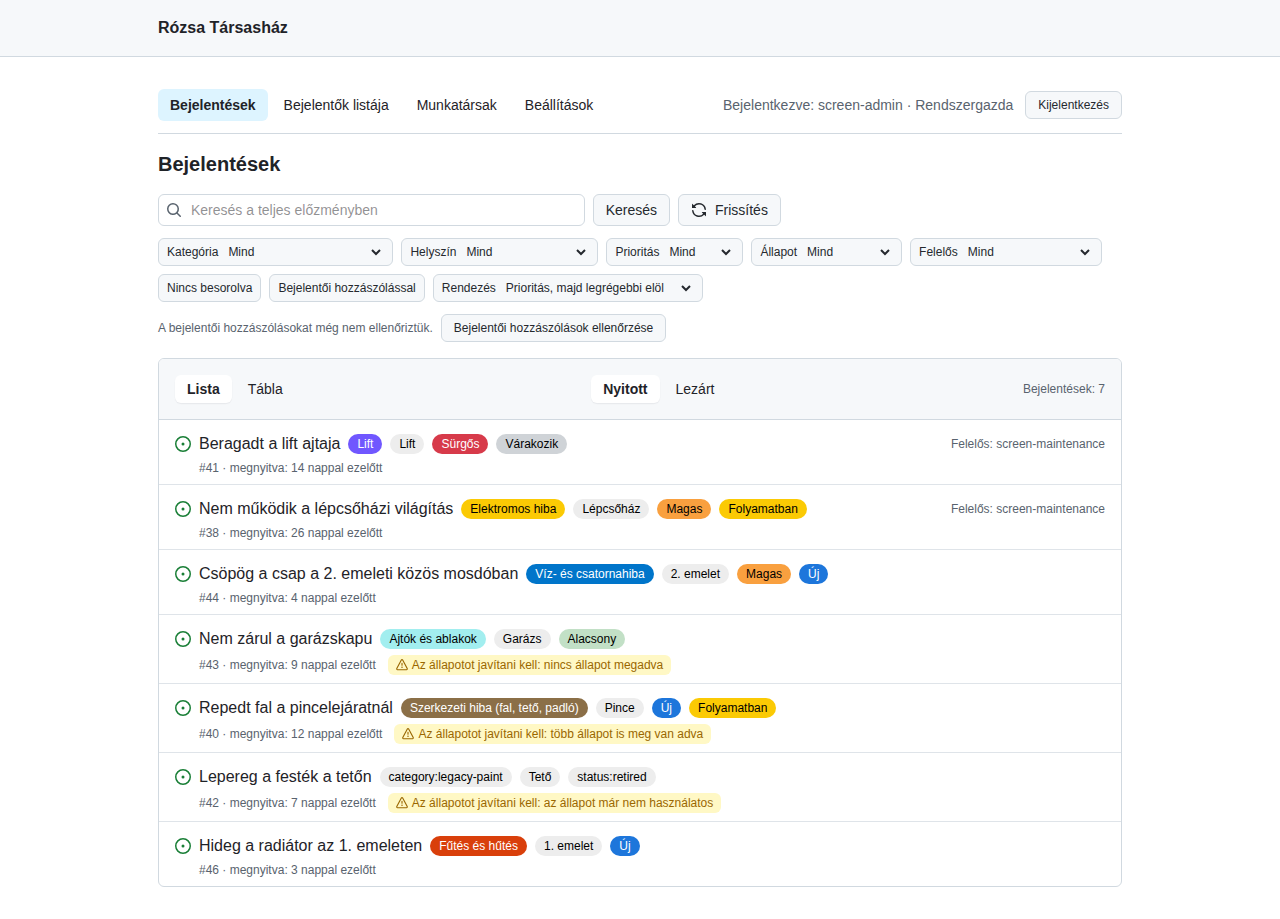 Rózsa Társasház
Bejelentések Bejelentők listája Munkatársak Beállítások Bejelentkezve: screen-admin · Rendszergazda Kijelentkezés
Bejelentések
Keresés a teljes előzményben Keresés Frissítés
Kategória Mind Helyszín Mind Prioritás Mind Állapot Mind Felelős Mind
Nincs besorolva Bejelentői hozzászólással Rendezés Prioritás, majd legrégebbi elöl
A bejelentői hozzászólásokat még nem ellenőriztük. Bejelentői hozzászólások ellenőrzése
Lista Tábla Nyitott Lezárt Bejelentések: 7
Beragadt a lift ajtaja Lift Lift Sürgős Várakozik Felelős: screen-maintenance
#41 · megnyitva: 14 nappal ezelőtt
Nem működik a lépcsőházi világítás Elektromos hiba Lépcsőház Magas Folyamatban Felelős: screen-maintenance
#38 · megnyitva: 26 nappal ezelőtt
Csöpög a csap a 2. emeleti közös mosdóban Víz- és csatornahiba 2. emelet Magas Új
#44 · megnyitva: 4 nappal ezelőtt
Nem zárul a garázskapu Ajtók és ablakok Garázs Alacsony
#43 · megnyitva: 9 nappal ezelőtt Az állapotot javítani kell: nincs állapot megadva
Repedt fal a pincelejáratnál Szerkezeti hiba (fal, tető, padló) Pince Új Folyamatban
#40 · megnyitva: 12 nappal ezelőtt Az állapotot javítani kell: több állapot is meg van adva
Lepereg a festék a tetőn category:legacy-paint Tető status:retired
#42 · megnyitva: 7 nappal ezelőtt Az állapotot javítani kell: az állapot már nem használatos
Hideg a radiátor az 1. emeleten Fűtés és hűtés 1. emelet Új
#46 · megnyitva: 3 nappal ezelőtt